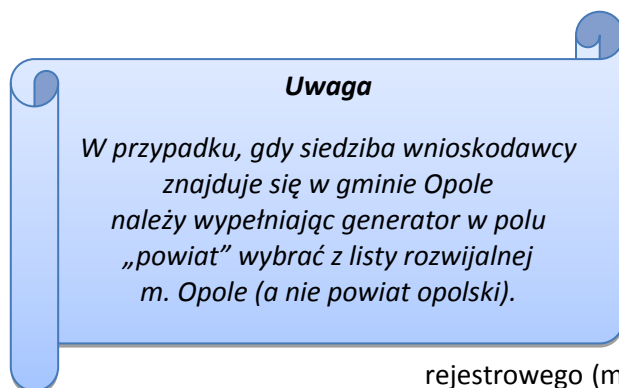 Uwaga
W przypadku, gdy siedziba wnioskodawcy
znajduje się w gminie Opole
należy wypełniając generator w polu
„powiat” wybrać z listy rozwijalnej
m. Opole (a nie powiat opolski).
rejestrowego (m